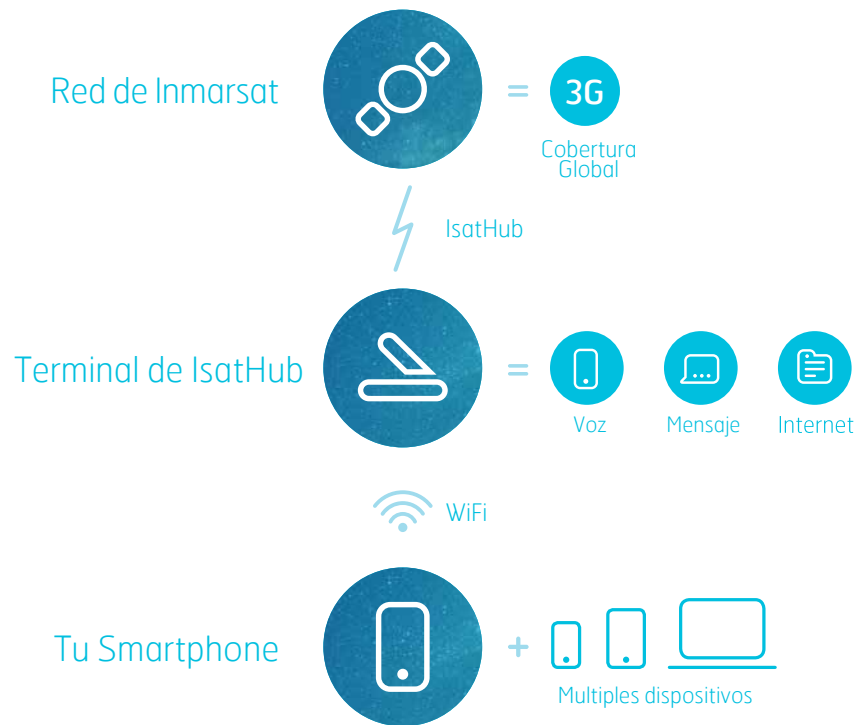 Red de Inmarsat
3G
Cobertura
Global
IsatHub
Terminal de IsatHub
Voz
Mensaje
Internet
WiFi
Tu Smartphone
Multiples dispositivos